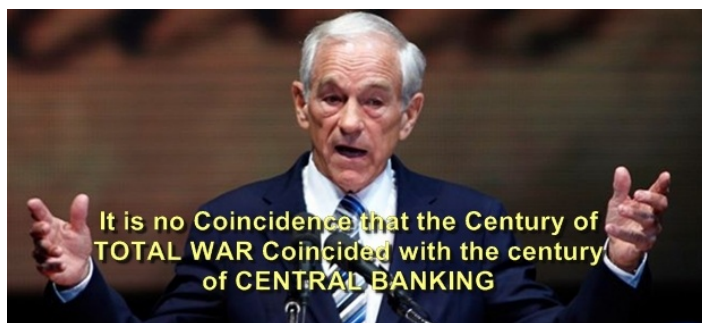 It is no Coincidence that the Century of
TOTAL WAR Coincided with the century
of CENTRAL BANKING